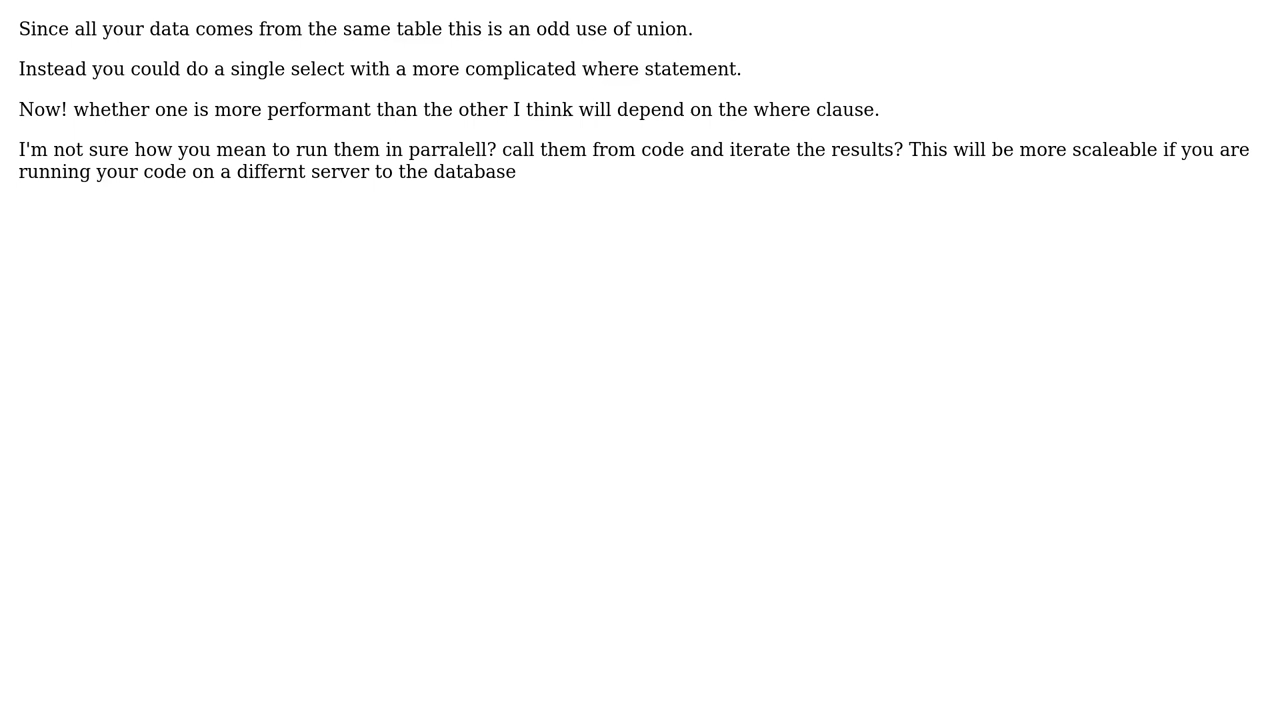 Since all your data comes from the same table this is an odd use of union.
Instead you could do a single select with a more complicated where statement.
Now! whether one is more performant than the other I think will depend on the where clause.
I'm not sure how you mean to run them in parralell? call them from code and iterate the results? This will be more scaleable if you are
running your code on a differnt server to the database